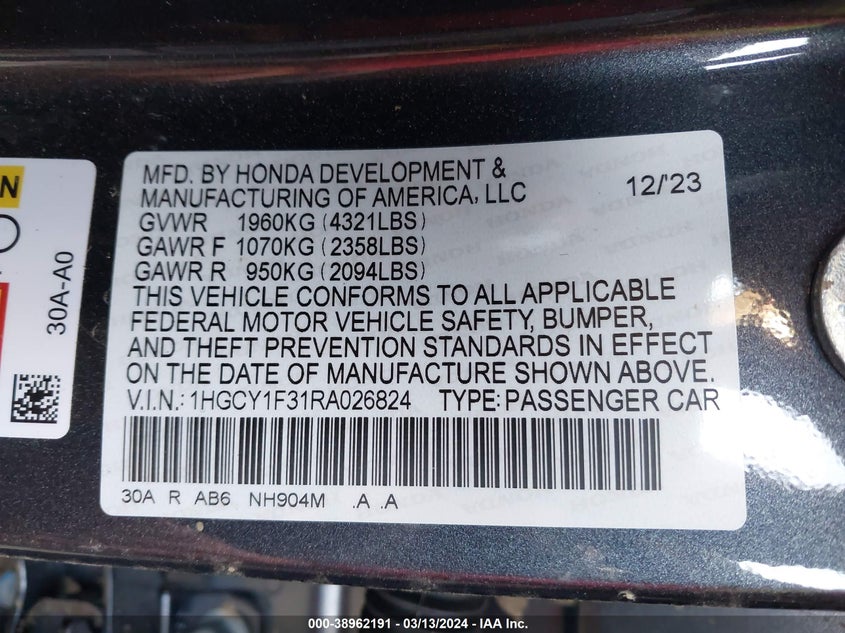 MFD. BY HONDA DEVELOPMENT &
MANUFACTURING OF AMERICA, LLC 12/'23
GVWR 1960KG (4321LBS)
GAWR F 1070KG (2358LBS)
GAWR R 950KG (2094LBS)
THIS VEHICLE CONFORMS TO ALL APPLICABLE
FEDERAL MOTOR VEHICLE SAFETY, BUMPER,
AND THEFT PREVENTION STANDARDS IN EFFECT
ON THE DATE OF MANUFACTURE SHOWN ABOVE.
V.I.N.: 1HGCY1F31RA026824 TYPE: PASSENGER CAR
30A R AB6 NH904M .A .A
30A-A0
000-38962191 - 03/13/2024 - IAA Inc.